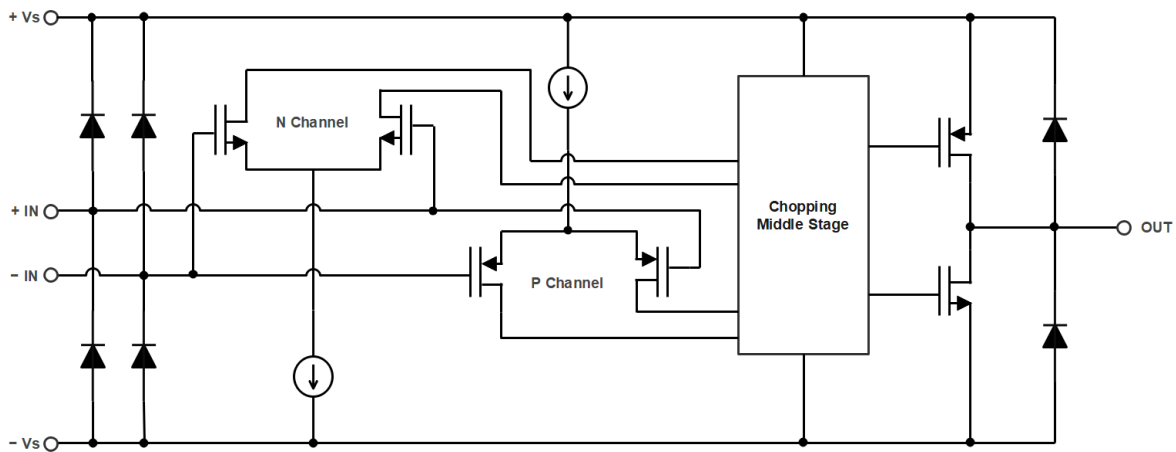 + Vs
N Channel
+ IN
Chopping
Middle Stage
OUT
− IN
P Channel
− Vs